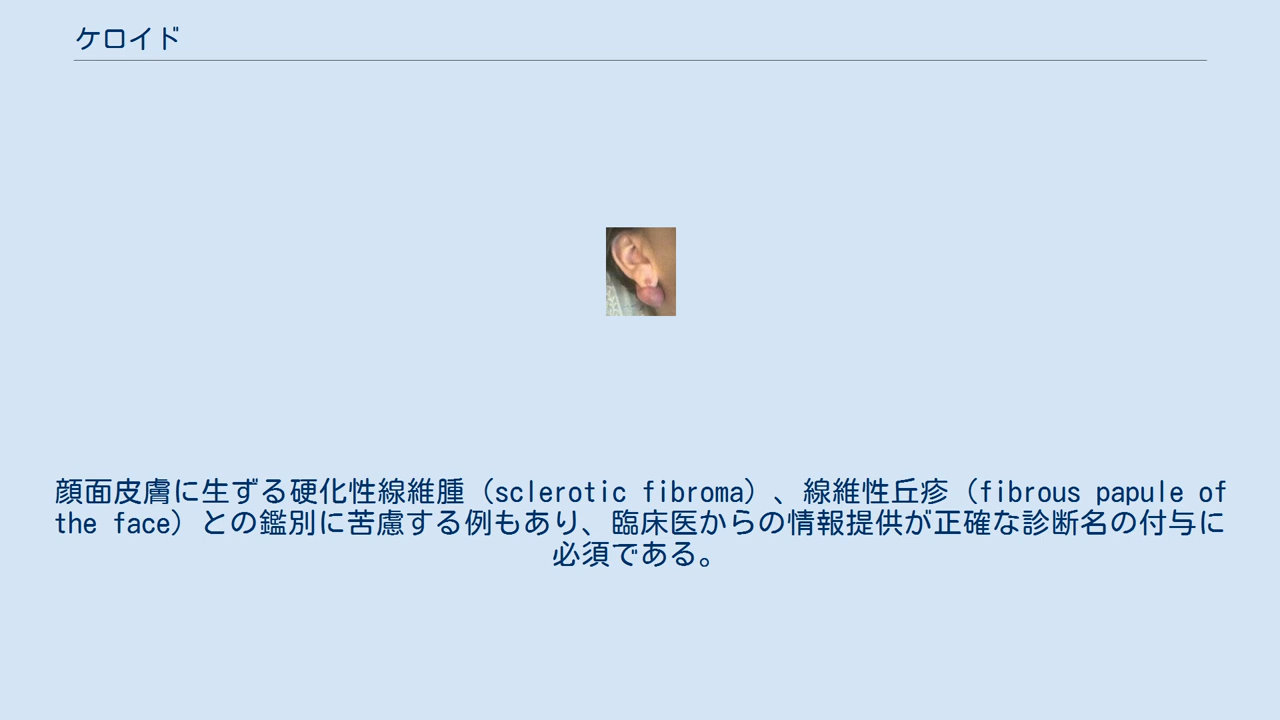 ケロイド
顔面皮膚に生ずる硬化性線維腫（sclerotic fibroma）、線維性丘疹（fibrous papule of
the face）との鑑別に苦慮する例もあり、臨床医からの情報提供が正確な診断名の付与に
必須である。